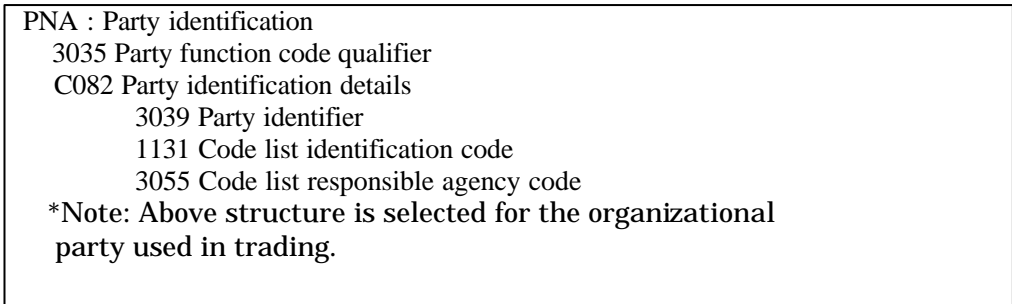 PNA : Party identification
3035 Party function code qualifier
C082 Party identification details
3039 Party identifier
1131 Code list identification code
3055 Code list responsible agency code
*Note: Above structure is selected for the organizational
party used in trading.